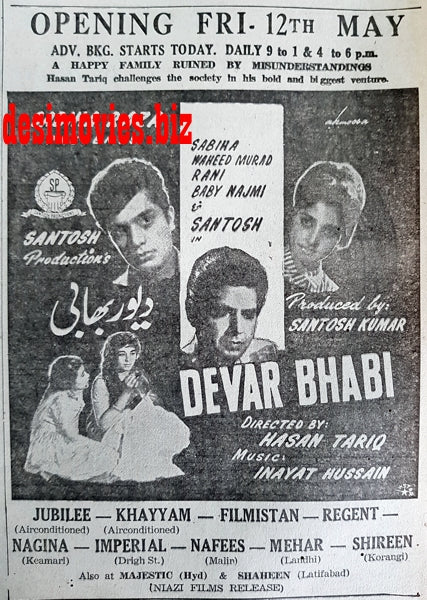 OPENING FRI- 12TH MAY
ADV. BKG. STARTS TODAY. DAILY 9 to 1 & 4 to 6 p.m.
A HAPPY FAMILY RUINED BY MISUNDERSTANDINGS
Hasan Tariq challenges the society in his bold and biggest venture.
desimovies.biz
SABIHA
WAHEED MURAD
RANI
BABY NAJMI
&
SANTOSH
IN
SP
SANTOSH
Production's
دیور بھابی
Produced by:
SANTOSH KUMAR
DEVAR BHABI
DIRECTED BY:
HASAN TARIQ
MUSIC:
INAYAT HUSSAIN
JUBILEE — KHAYYAM — FILMISTAN — REGENT —
(Airconditioned) (Airconditioned)
NAGINA — IMPERIAL — NAFEES — MEHAR — SHIREEN
(Keamari) (Drigh St.) (Malir) (Landhi) (Korangi)
Also at MAJESTIC (Hyd) & SHAHEEN (Latifabad)
(NIAZI FILMS RELEASE)